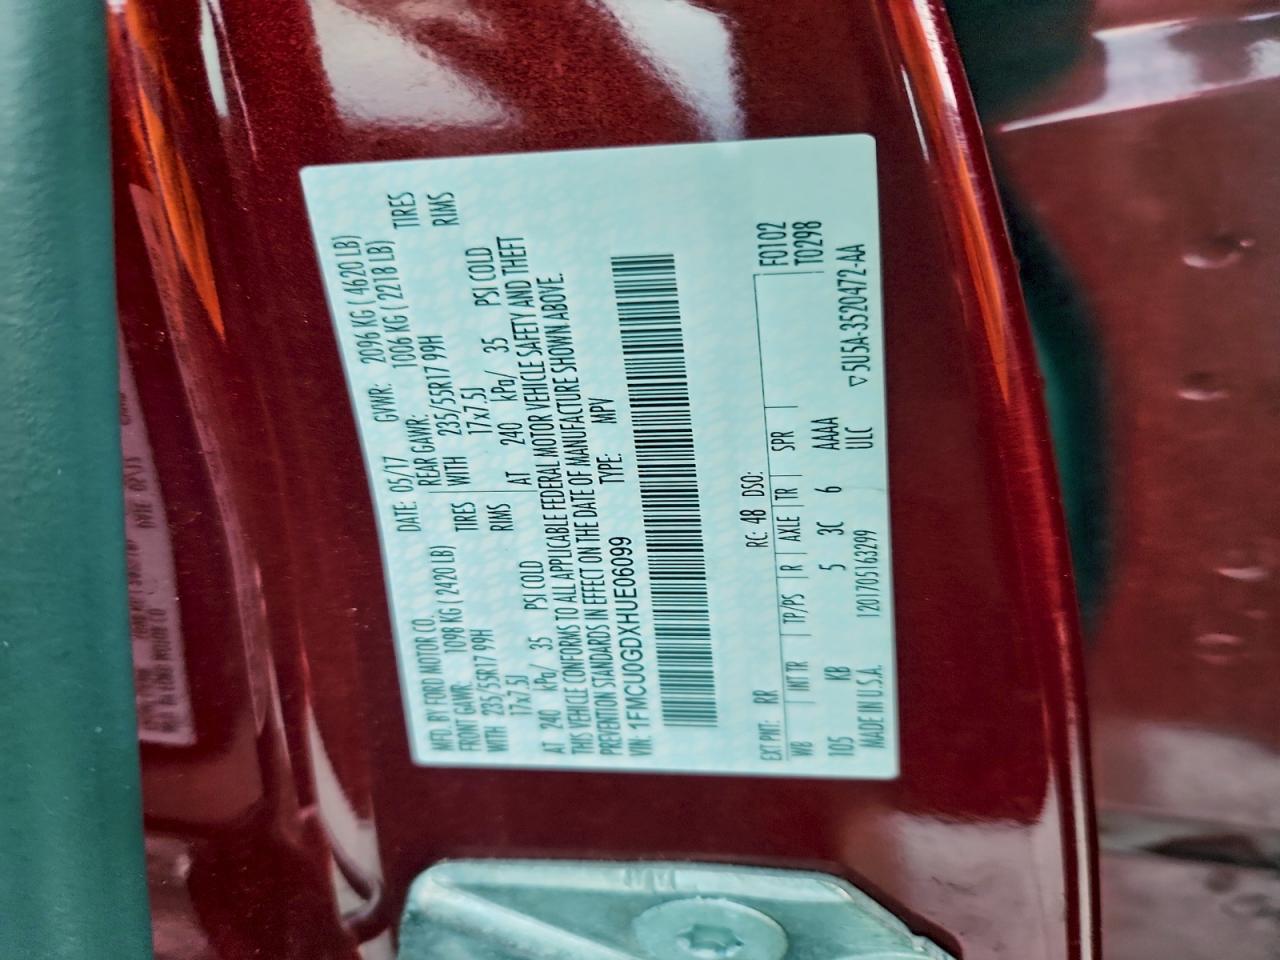 MFD. BY FORD MOTOR CO.
DATE: 05/17 GVWR: 2096 KG ( 4620 LB)
FRONT GAWR: 1098 KG ( 2420 LB) REAR GAWR: 1006 KG ( 2218 LB)
WITH 235/55R17 99H TIRES WITH 235/55R17 99H TIRES
17x7.5J RIMS 17x7.5J RIMS
AT 240 kPa/ 35 PSI COLD AT 240 kPa/ 35 PSI COLD
THIS VEHICLE CONFORMS TO ALL APPLICABLE FEDERAL MOTOR VEHICLE SAFETY AND THEFT
PREVENTION STANDARDS IN EFFECT ON THE DATE OF MANUFACTURE SHOWN ABOVE.
VIN: 1FMCU0GDXHUE06099 TYPE: MPV
EXT PNT: RR RC: 48 DSO: F0102
WB INT TR TP/PS R AXLE TR SPR T0298
105 KB 5 3C 6 AAAA
MADE IN U.S.A. 1201705163299 ULC ▽5U5A-3520472-AA